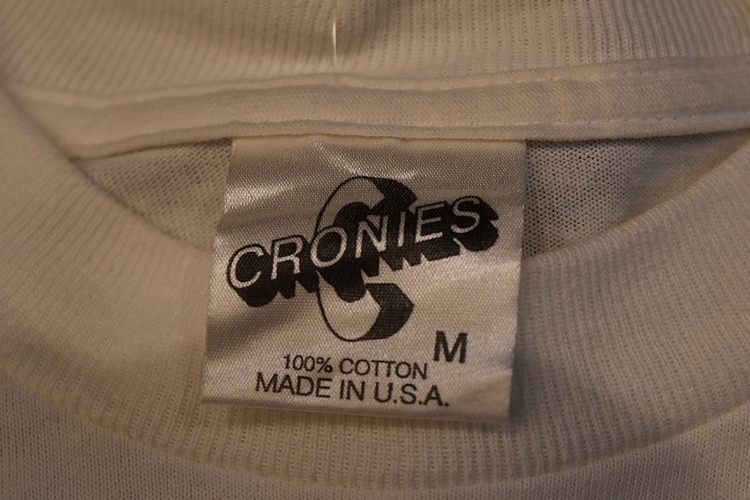 CRONIES
M
100% COTTON
MADE IN U.S.A.